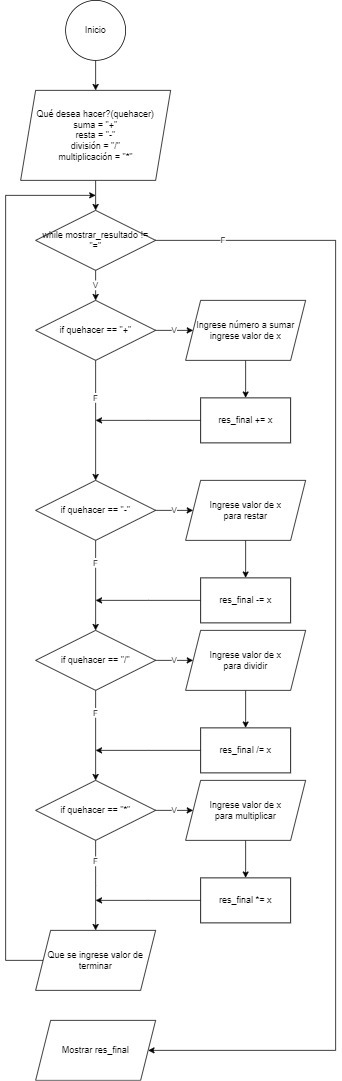 Inicio
Qué desea hacer?(quehacer)
suma = "+"
resta = "-"
división = "/"
multiplicación = "*"
while mostrar_resultado !=
"="
F
V
if quehacer == "+"
V
Ingrese número a sumar
ingrese valor de x
F
res_final += x
if quehacer == "-"
V
Ingrese valor de x
para restar
F
res_final -= x
if quehacer == "/"
V
Ingrese valor de x
para dividir
F
res_final /= x
if quehacer == "*"
V
Ingrese valor de x
para multiplicar
F
res_final *= x
Que se ingrese valor de
terminar
Mostrar res_final